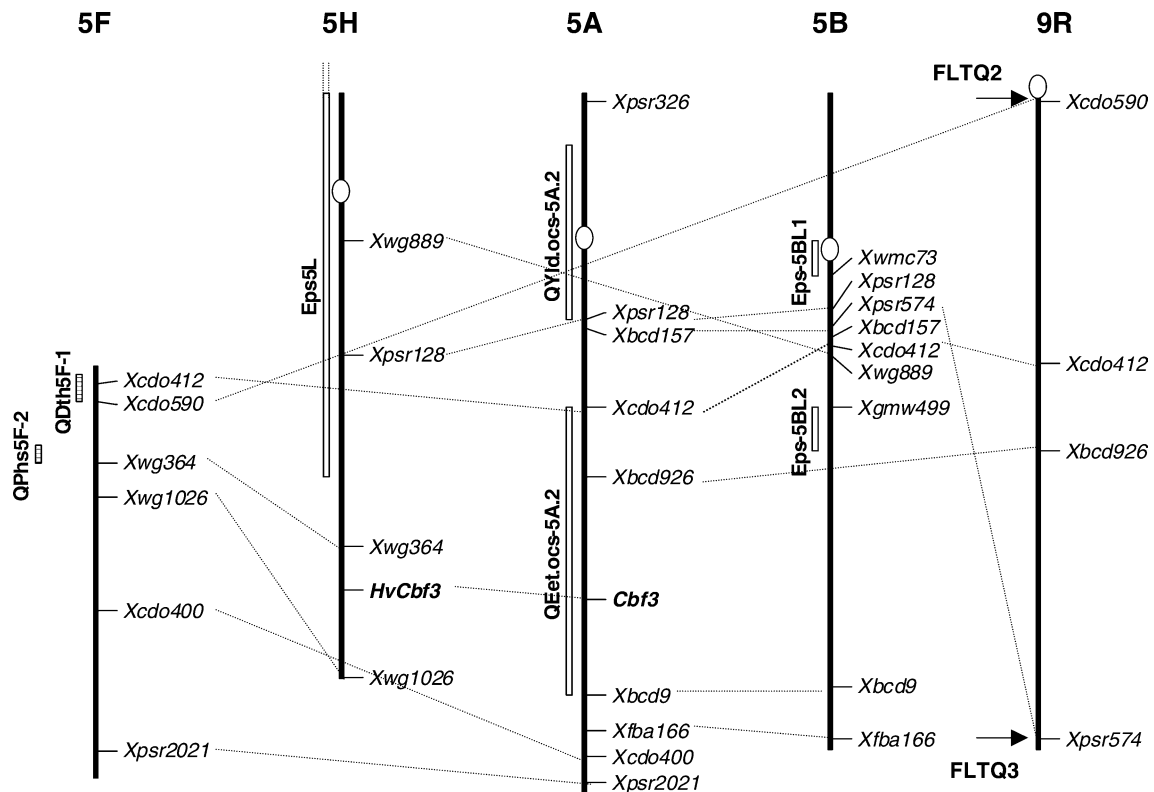 5F
5H
5A
5B
9R
QPhs5F-2
QDth5F-1
Xcdo412
Xcdo590
Xwg364
Xwg1026
Xcdo400
Xpsr2021
Eps5L
Xwg889
Xpsr128
Xwg364
HvCbf3
Xwg1026
QYld.ocs-5A.2
QEet.ocs-5A.2
Xpsr326
Xpsr128
Xbcd157
Xcdo412
Xbcd926
Cbf3
Xbcd9
Xfba166
Xcdo400
Xpsr2021
Eps-5BL1
Eps-5BL2
Xwmc73
Xpsr128
Xpsr574
Xbcd157
Xcdo412
Xwg889
Xgmw499
Xbcd9
Xfba166
FLTQ2
Xcdo590
Xcdo412
Xbcd926
Xpsr574
FLTQ3